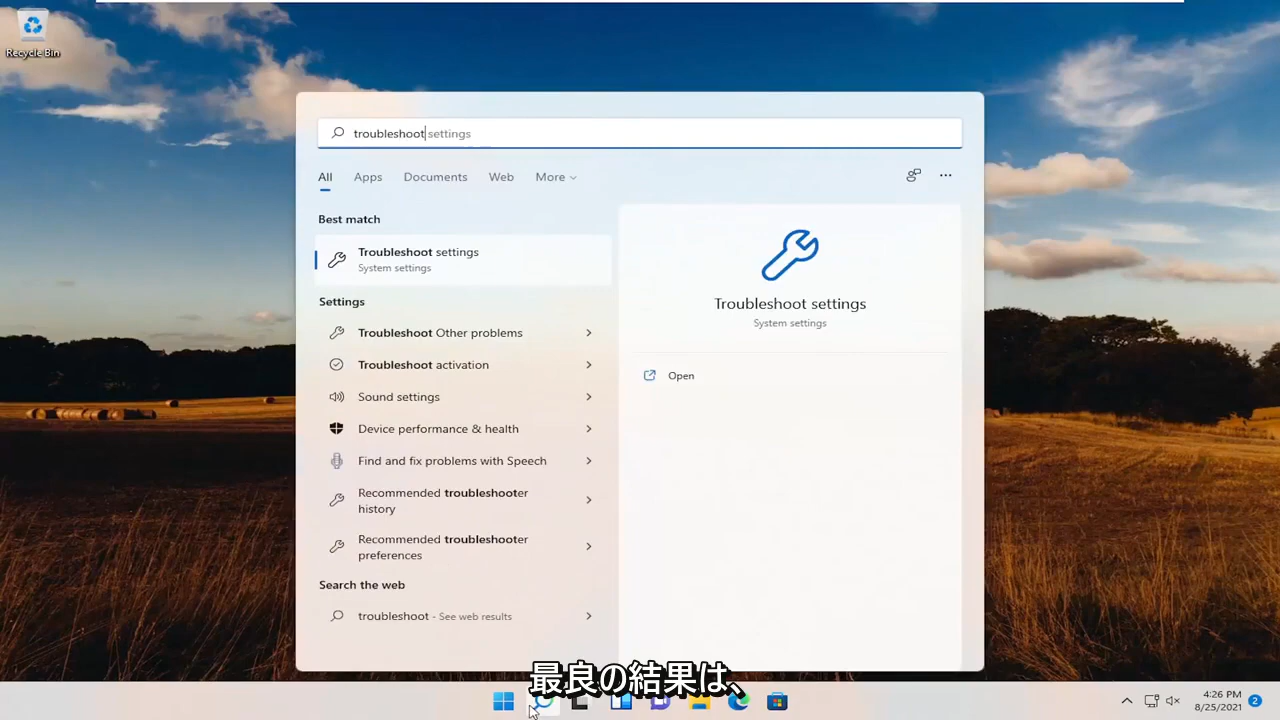 Recycle Bin
troubleshoot settings
All Apps Documents Web More
Best match
Troubleshoot settings
System settings
Settings
Troubleshoot Other problems
Troubleshoot activation
Sound settings
Device performance & health
Find and fix problems with Speech
Recommended troubleshooter
history
Recommended troubleshooter
preferences
Search the web
troubleshoot - See web results
Troubleshoot settings
System settings
Open
最良の結果は、
4:26 PM
8/25/2021
2